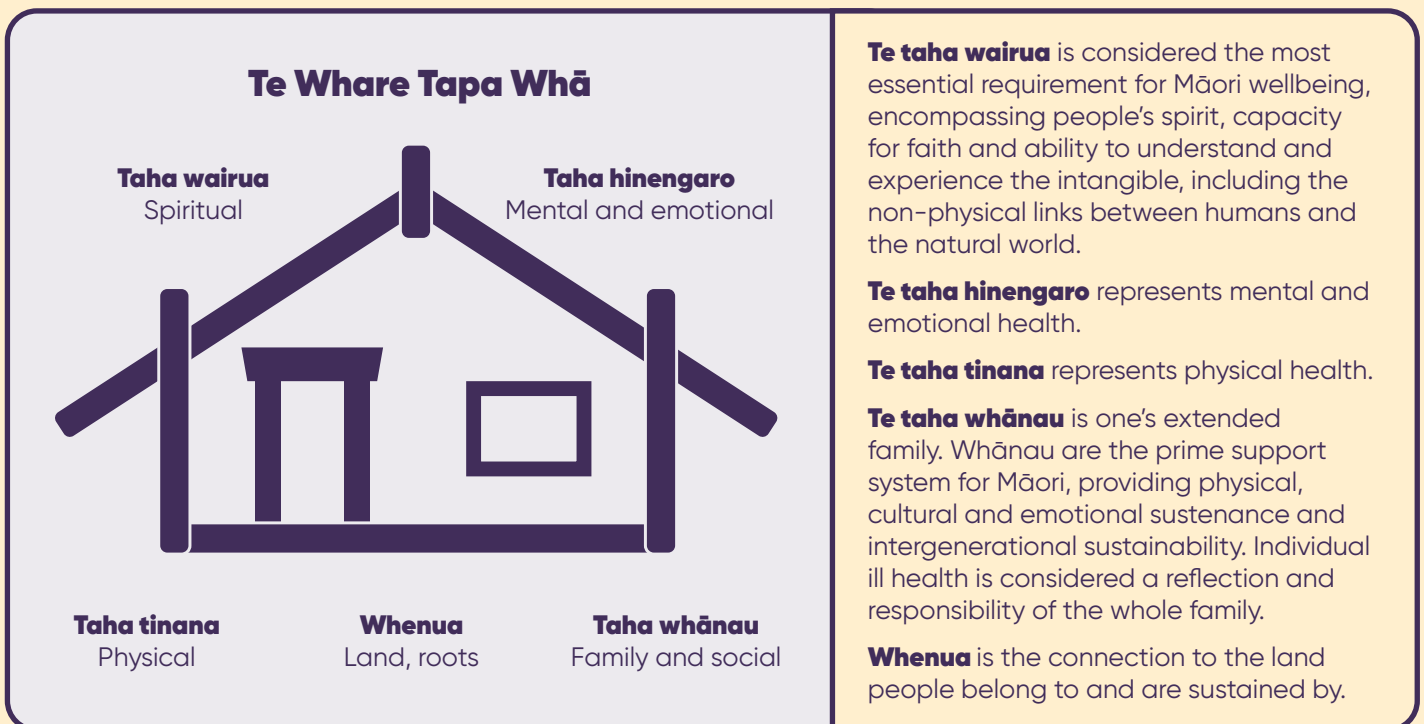 Te Whare Tapa Whā
Taha wairua
Spiritual
Taha hinengaro
Mental and emotional
Taha tinana
Physical
Whenua
Land, roots
Taha whānau
Family and social
Te taha wairua is considered the most
essential requirement for Māori wellbeing,
encompassing people’s spirit, capacity
for faith and ability to understand and
experience the intangible, including the
non-physical links between humans and
the natural world.
Te taha hinengaro represents mental and
emotional health.
Te taha tinana represents physical health.
Te taha whānau is one’s extended
family. Whānau are the prime support
system for Māori, providing physical,
cultural and emotional sustenance and
intergenerational sustainability. Individual
ill health is considered a reflection and
responsibility of the whole family.
Whenua is the connection to the land
people belong to and are sustained by.